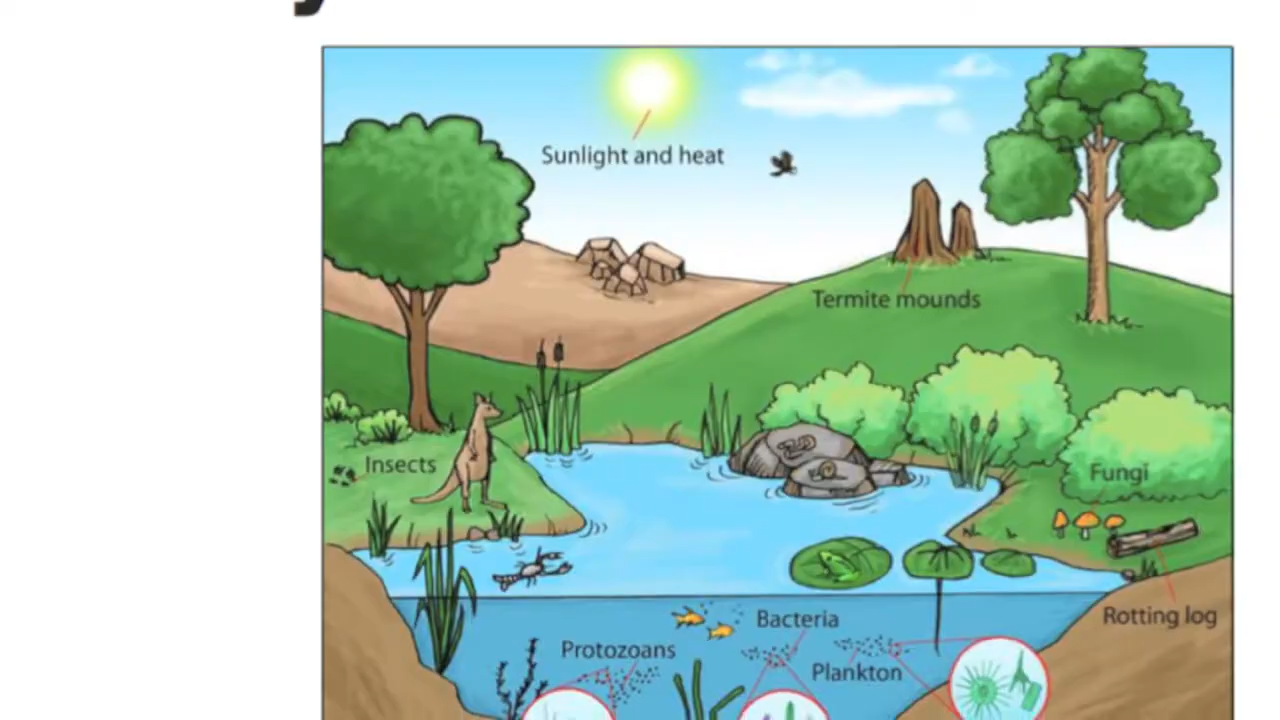 Sunlight and heat
Termite mounds
Insects
Fungi
Rotting log
Bacteria
Protozoans
Plankton